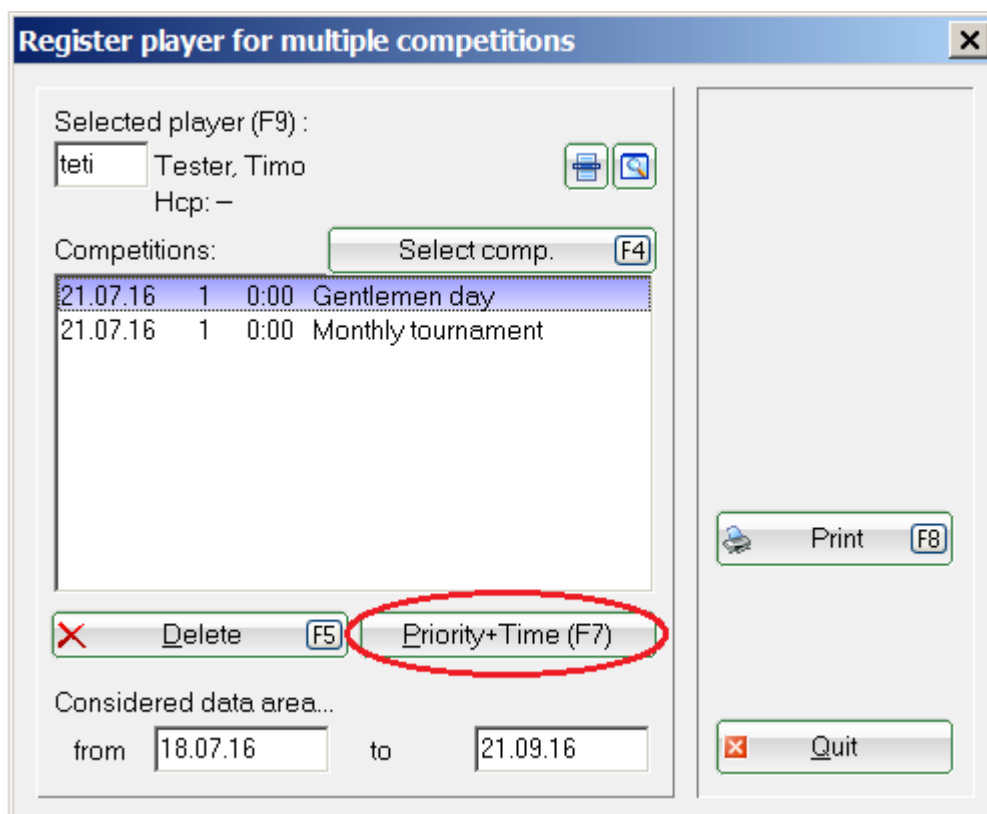 Register player for multiple competitions
Selected player (F9) :
teti Tester, Timo
Hcp: –
Competitions: Select comp. F4
21.07.16 1 0:00 Gentlemen day
21.07.16 1 0:00 Monthly tournament
Print F8
Delete F5 Priority+Time (F7)
Considered data area...
from 18.07.16 to 21.09.16
Quit